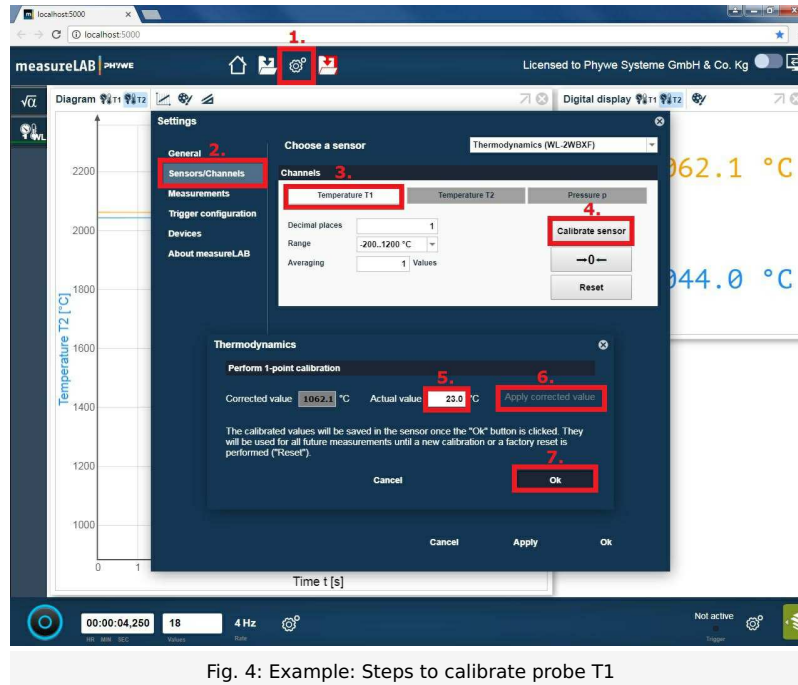 localhost:5000
localhost:5000
1.
measureLAB PHYWE
Licensed to Phywe Systeme GmbH & Co. Kg
√α
Diagram T1 T2
Digital display T1 T2
WL
Settings
General
2.
Sensors/Channels
Measurements
Trigger configuration
Devices
About measureLAB
Choose a sensor
Thermodynamics (WL-2WBXF)
Channels
3.
Temperature T1
Temperature T2
Pressure p
4.
Decimal places
1
Calibrate sensor
Range
-200..1200 °C
Averaging
1 Values
→0←
Reset
062.1 °C
044.0 °C
Temperature T2 [°C]
2200
2000
1800
1600
1400
1200
1000
0 1
Time t [s]
Thermodynamics
Perform 1-point calibration
5.
6.
Corrected value 1062.1 °C
Actual value 23.0 °C
Apply corrected value
The calibrated values will be saved in the sensor once the "Ok" button is clicked. They
will be used for all future measurements until a new calibration or a factory reset is
performed ("Reset").
7.
Cancel
Ok
Cancel
Apply
Ok
00:00:04,250
HR MIN SEC
18
Values
4 Hz
Rate
Not active
Trigger
Fig. 4: Example: Steps to calibrate probe T1